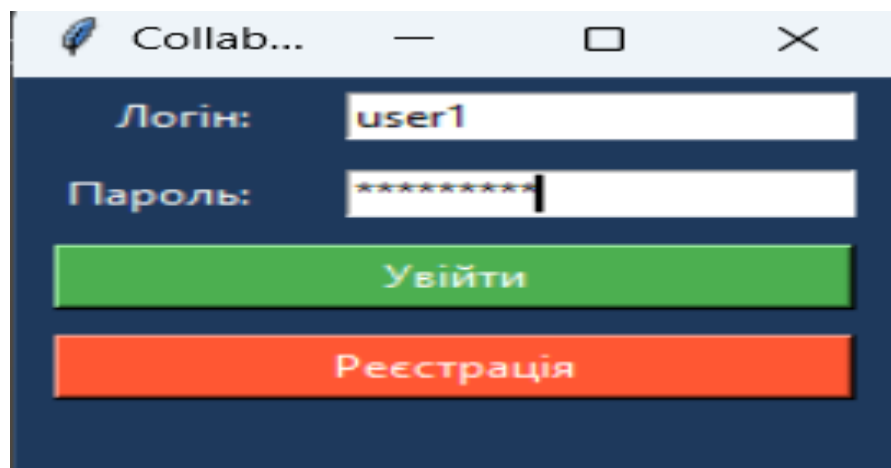 Collab...
Логін: user1
Пароль: *********
Увійти
Реєстрація